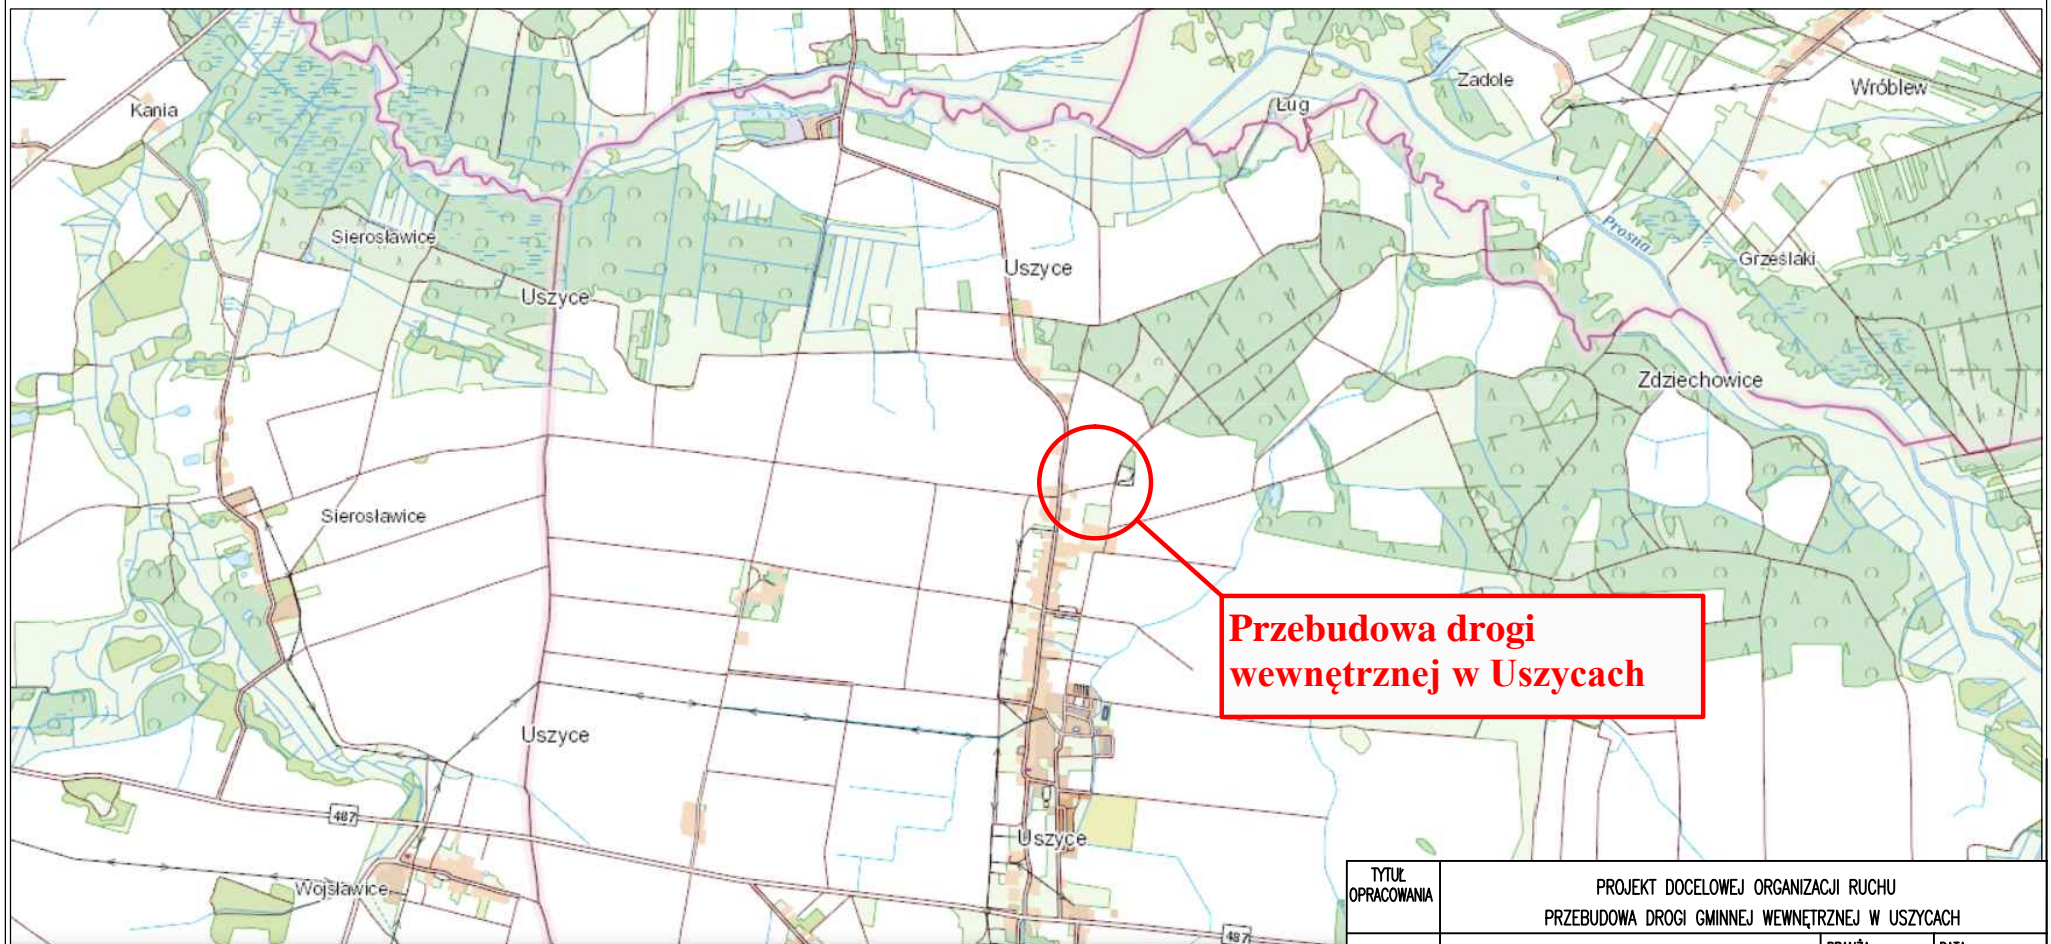 Kania
Zadole
Wróblew
Ług
Sierosławice
Prosna
Grześlaki
Uszyce
Uszyce
Zdziechowice
Sierosławice
Przebudowa drogi
wewnętrznej w Uszycach
Uszyce
487
Uszyce
Wojsławice
487
TYTUŁ
OPRACOWANIA
PROJEKT DOCELOWEJ ORGANIZACJI RUCHU
PRZEBUDOWA DROGI GMINNEJ WEWNĘTRZNEJ W USZYCACH